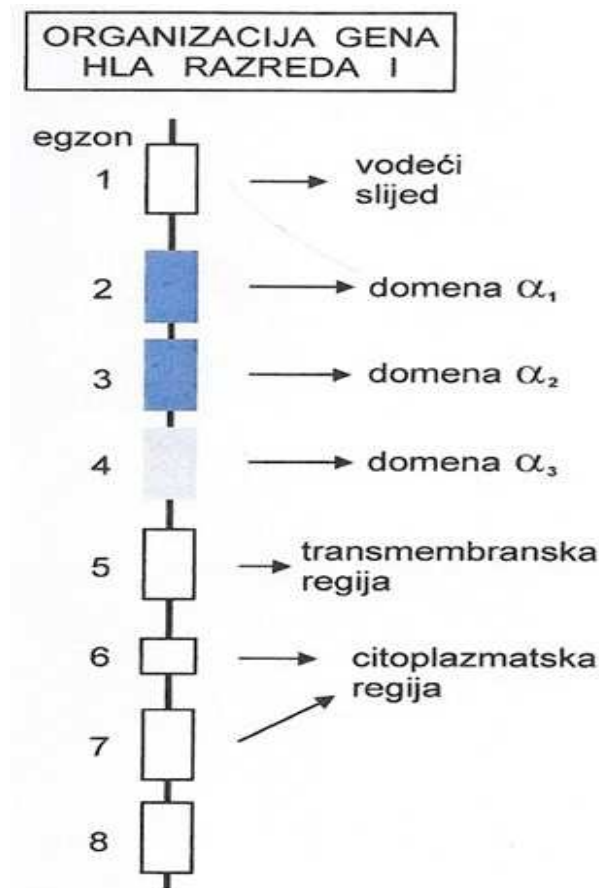 ORGANIZACIJA GENA
HLA RAZREDA I
egzon
1
vodeći
slijed
2
domena α₁
3
domena α₂
4
domena α₃
5
transmembranska
regija
6
citoplazmatska
regija
7
8